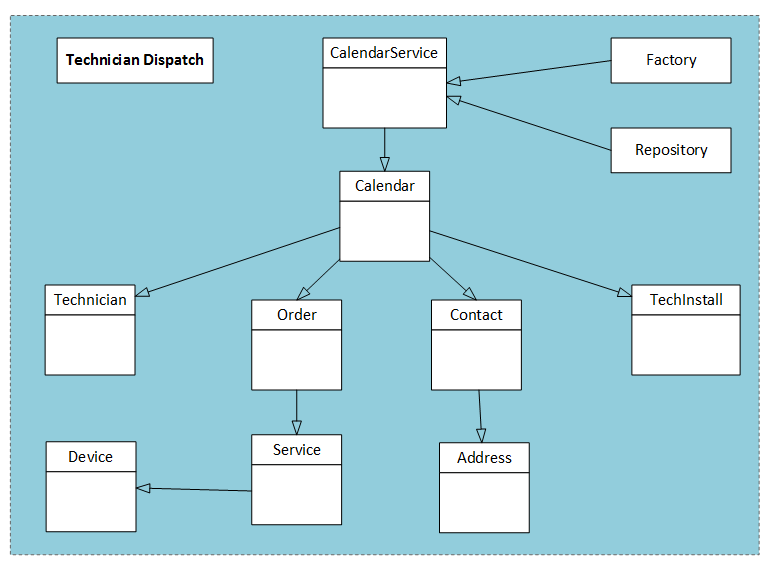 Technician Dispatch
CalendarService
Factory
Repository
Calendar
Technician
Order
Contact
TechInstall
Device
Service
Address